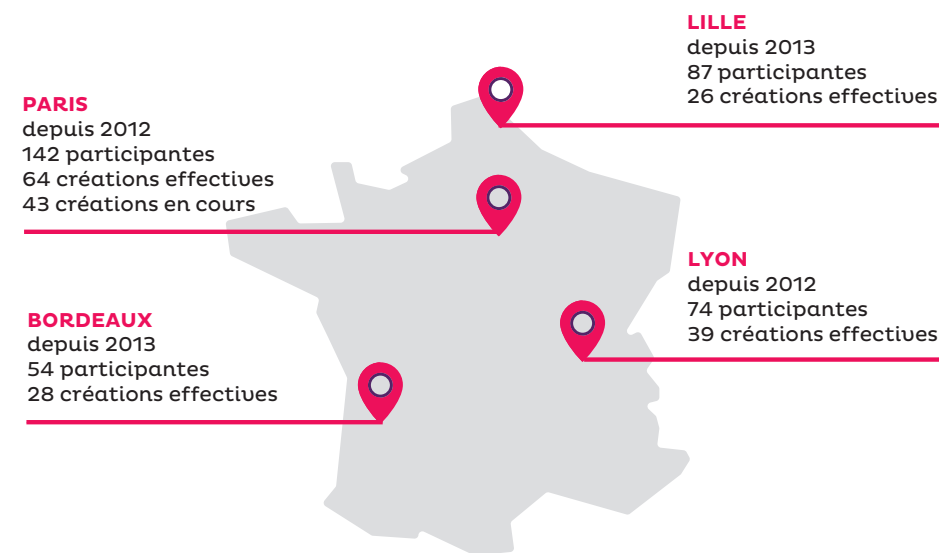 LILLE
depuis 2013
87 participantes
26 créations effectives
PARIS
depuis 2012
142 participantes
64 créations effectives
43 créations en cours
LYON
depuis 2012
74 participantes
39 créations effectives
BORDEAUX
depuis 2013
54 participantes
28 créations effectives